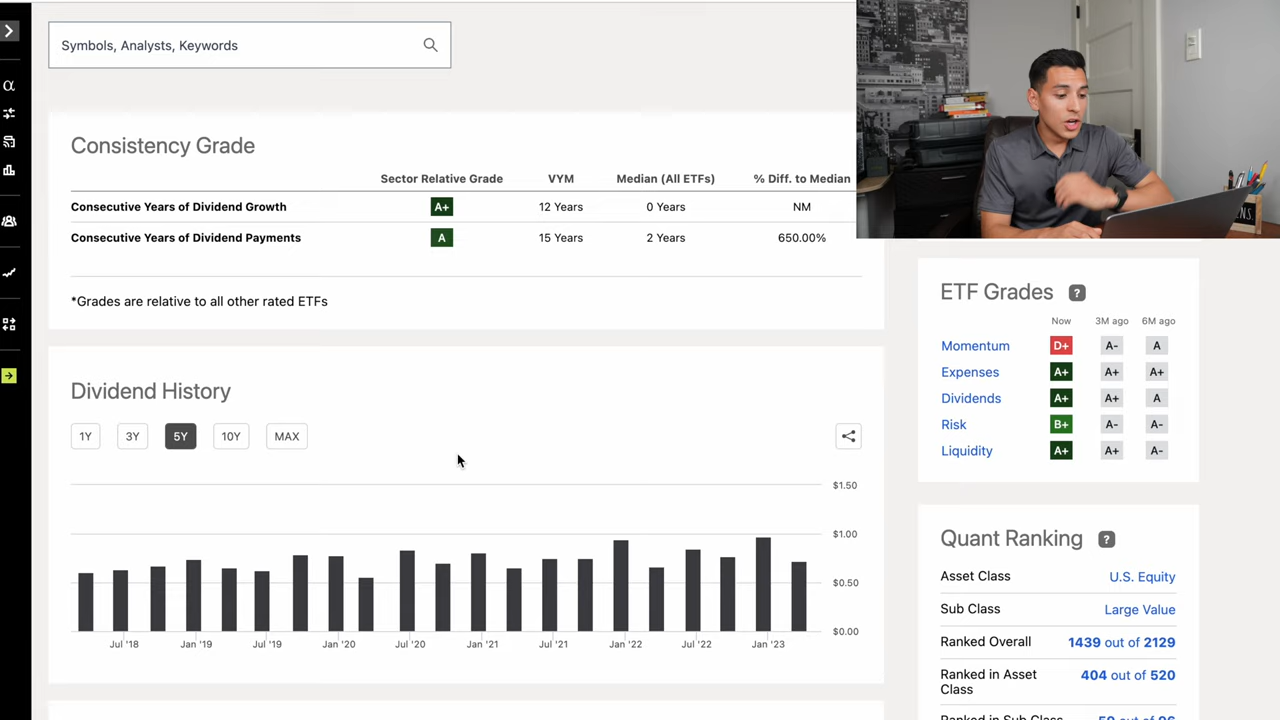 Symbols, Analysts, Keywords
Consistency Grade
Sector Relative Grade VYM Median (All ETFs) % Diff. to Median
Consecutive Years of Dividend Growth A+ 12 Years 0 Years NM
Consecutive Years of Dividend Payments A 15 Years 2 Years 650.00%
*Grades are relative to all other rated ETFs
Dividend History
1Y 3Y 5Y 10Y MAX
$1.50
$1.00
$0.50
$0.00
Jul '18 Jan '19 Jul '19 Jan '20 Jul '20 Jan '21 Jul '21 Jan '22 Jul '22 Jan '23
ETF Grades ?
Now 3M ago 6M ago
Momentum D+ A- A
Expenses A+ A+ A+
Dividends A+ A+ A
Risk B+ A- A-
Liquidity A+ A+ A-
Quant Ranking ?
Asset Class U.S. Equity
Sub Class Large Value
Ranked Overall 1439 out of 2129
Ranked in Asset
Class 404 out of 520
Ranked in Sub Class